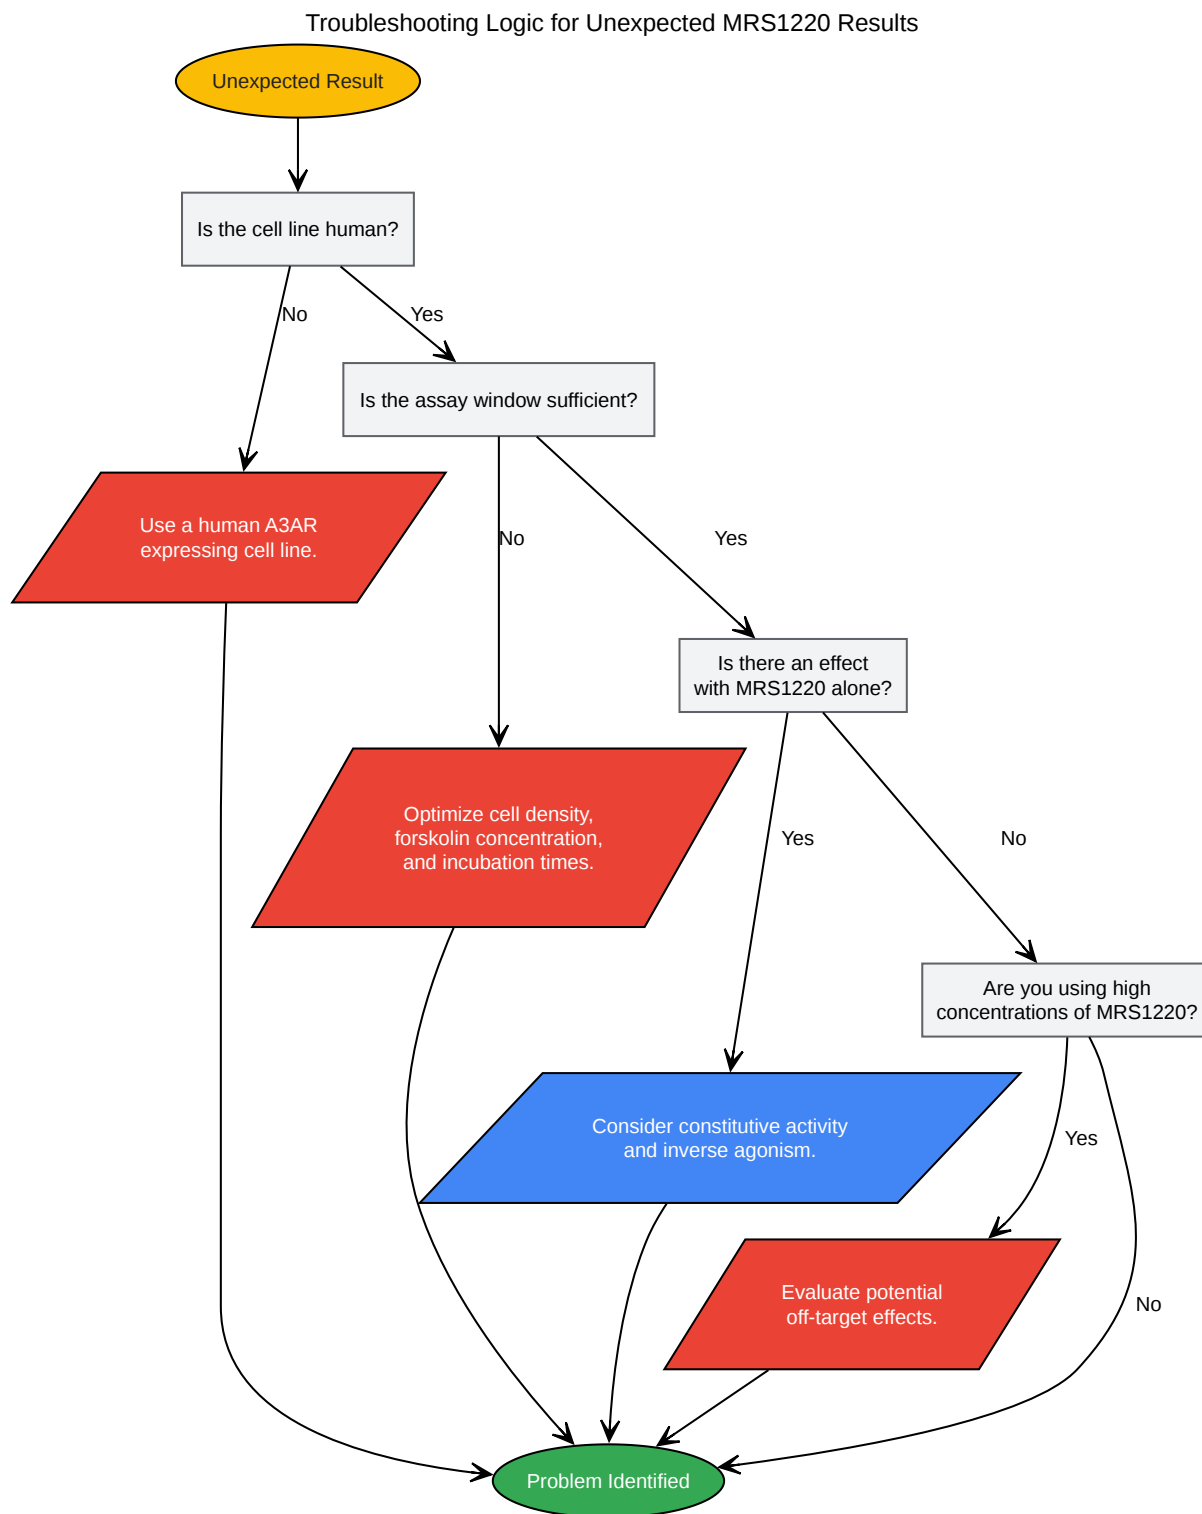 Troubleshooting Logic for Unexpected MRS1220 Results
Unexpected Result
Is the cell line human?
No
Yes
Is the assay window sufficient?
Use a human A3AR
expressing cell line.
No
Yes
Is there an effect
with MRS1220 alone?
Optimize cell density,
forskolin concentration,
and incubation times.
Yes
No
Are you using high
concentrations of MRS1220?
Consider constitutive activity
and inverse agonism.
Yes
Evaluate potential
off-target effects.
No
Problem Identified